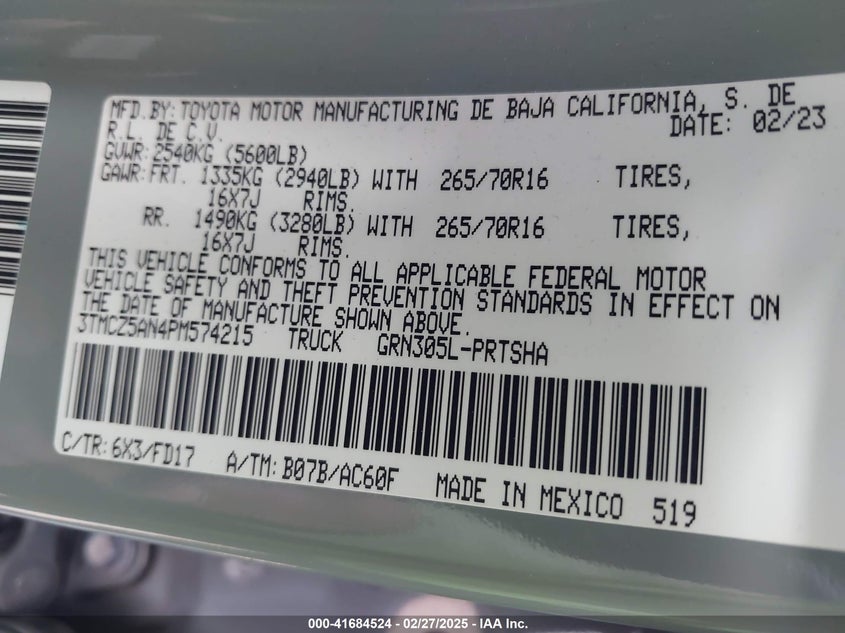 MFD.BY:TOYOTA MOTOR MANUFACTURING DE BAJA CALIFORNIA, S. DE
R.L. DE C.V. DATE: 02/23
GVWR:2540KG (5600LB)
GAWR:FRT. 1335KG (2940LB) WITH 265/70R16 TIRES,
16X7J RIMS.
RR. 1490KG (3280LB) WITH 265/70R16 TIRES,
16X7J RIMS.
THIS VEHICLE CONFORMS TO ALL APPLICABLE FEDERAL MOTOR
VEHICLE SAFETY AND THEFT PREVENTION STANDARDS IN EFFECT ON
THE DATE OF MANUFACTURE SHOWN ABOVE.
3TMCZ5AN4PM574215 TRUCK GRN305L-PRTSHA
C/TR:6X3/FD17 A/TM:B07B/AC60F MADE IN MEXICO 519
000-41684524 - 02/27/2025 - IAA Inc.